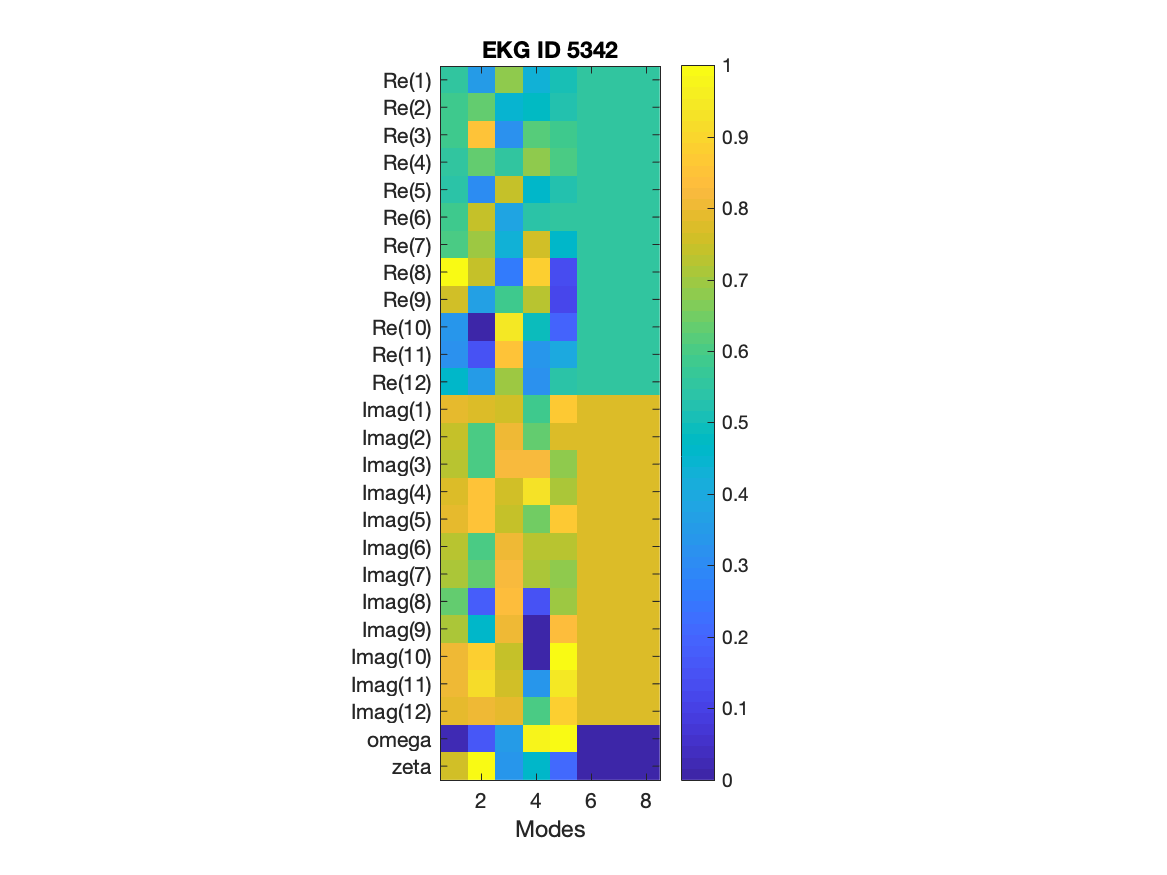 EKG ID 5342
Re(1)
Re(2)
Re(3)
Re(4)
Re(5)
Re(6)
Re(7)
Re(8)
Re(9)
Re(10)
Re(11)
Re(12)
Imag(1)
Imag(2)
Imag(3)
Imag(4)
Imag(5)
Imag(6)
Imag(7)
Imag(8)
Imag(9)
Imag(10)
Imag(11)
Imag(12)
omega
zeta
2 4 6 8
Modes
1
0.9
0.8
0.7
0.6
0.5
0.4
0.3
0.2
0.1
0